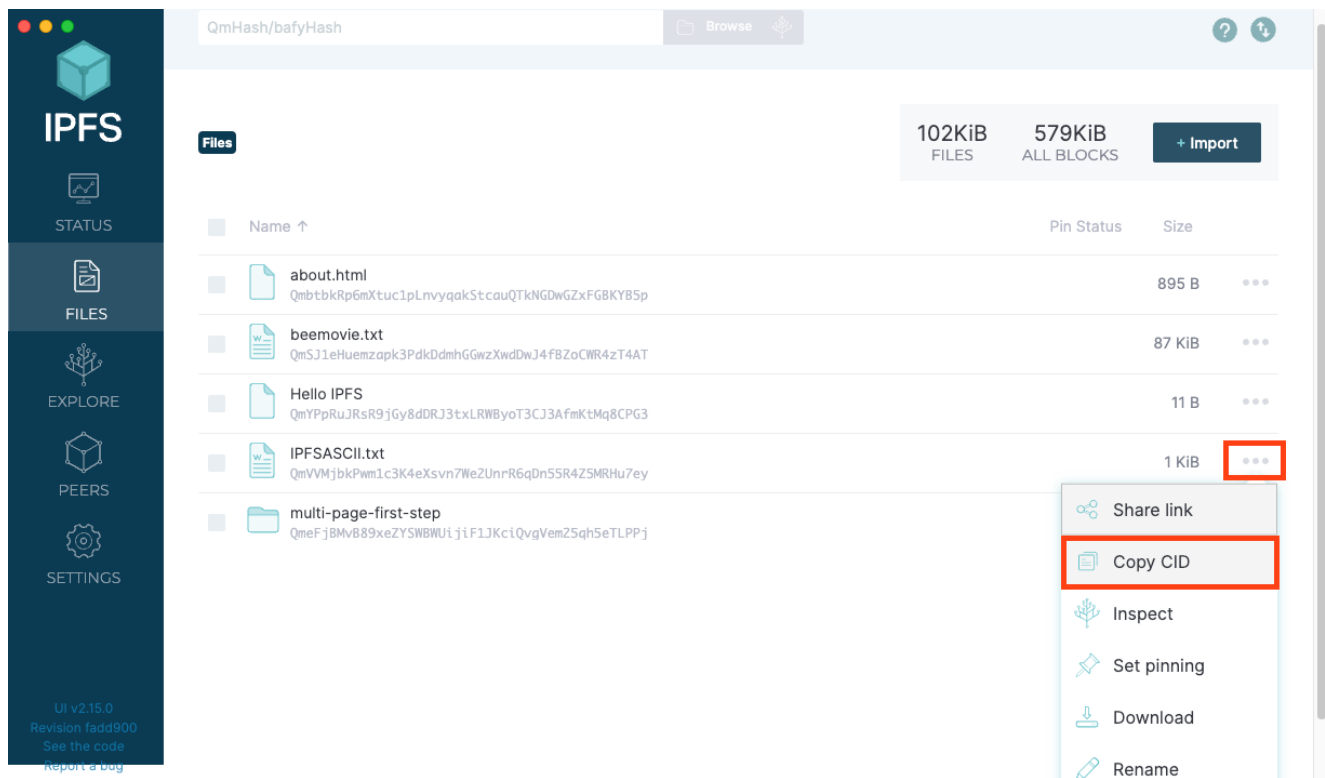 QmHash/bafyHash
Browse
IPFS
STATUS
FILES
EXPLORE
PEERS
SETTINGS
UI v2.15.0
Revision fadd900
See the code
Report a bug
Files
102KiB
FILES
579KiB
ALL BLOCKS
+ Import
Name ↑ Pin Status Size
about.html
QmbtbkRp6mXtuc1pLnvyqakStcauQTkNGDwGZxFGBKYB5p
895 B
beemovie.txt
QmSJ1eHuemzapk3PdkDdmhGGwzXwdDwJ4fBZoCWR4zT4AT
87 KiB
Hello IPFS
QmYPpRuJRsR9jGy8dDRJ3txLRWByoT3CJ3AfmKtMq8CPG3
11 B
IPFSASCII.txt
QmVVMjbkPwm1c3K4eXsvn7WeZUnrR6qDn55R4Z5MRHu7ey
1 KiB
multi-page-first-step
QmeFjBMvB89xeZYSWBWUijiF1JKciQvgVem25qh5eTLPPj
Share link
Copy CID
Inspect
Set pinning
Download
Rename